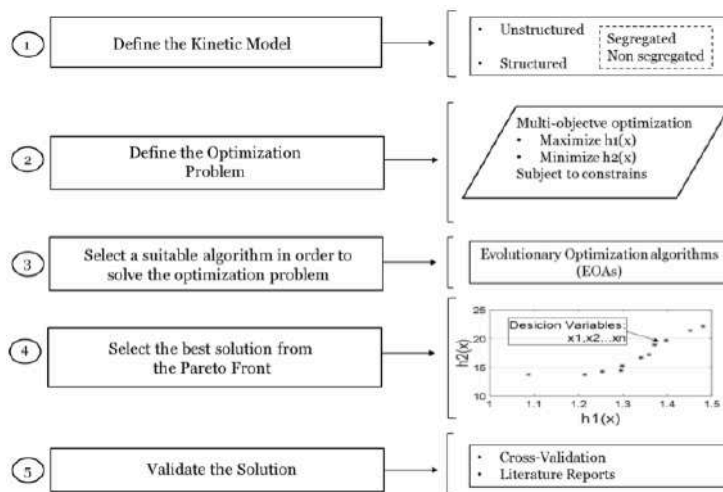 1
Define the Kinetic Model
• Unstructured
• Structured
Segregated
Non segregated
2
Define the Optimization
Problem
Multi-objectve optimization
• Maximize h1(x)
• Minimize h2(x)
Subject to constrains
3
Select a suitable algorithm in order to
solve the optimization problem
Evolutionary Optimization algorithms
(EOAs)
4
Select the best solution from
the Pareto Front
25
20
15
10
h2(x)
Desicion Variables:
x1,x2...xn
1 1.1 1.2 1.3 1.4 1.5
h1(x)
5
Validate the Solution
• Cross-Validation
• Literature Reports